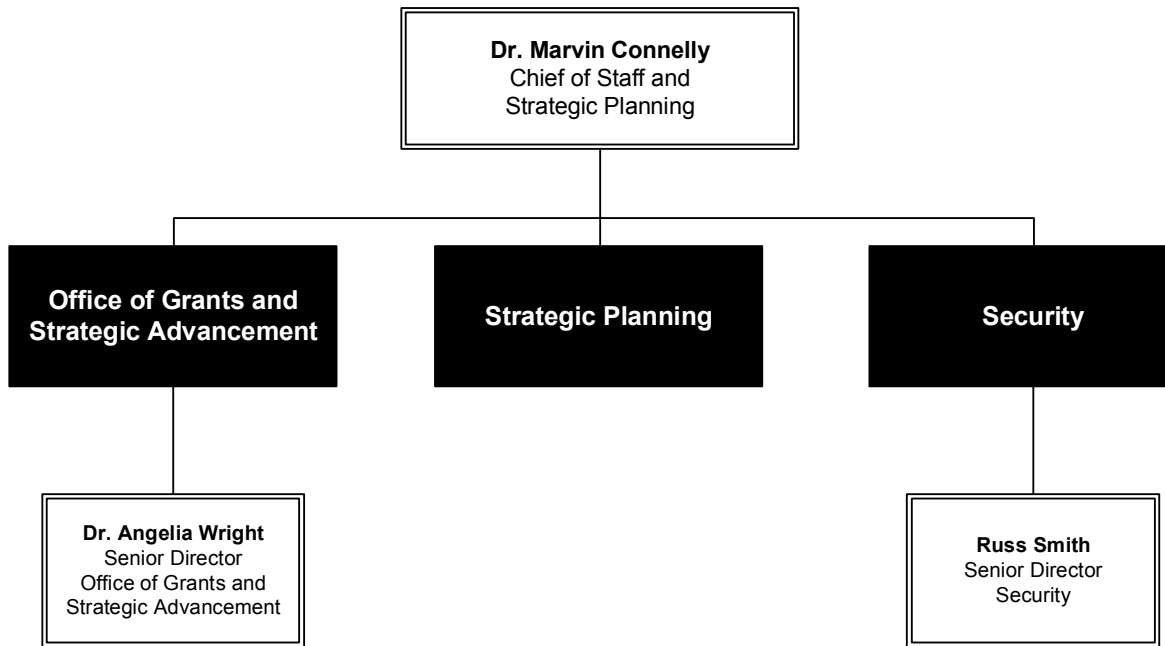 Dr. Marvin Connelly
Chief of Staff and
Strategic Planning
Office of Grants and
Strategic Advancement
Strategic Planning
Security
Dr. Angelia Wright
Senior Director
Office of Grants and
Strategic Advancement
Russ Smith
Senior Director
Security